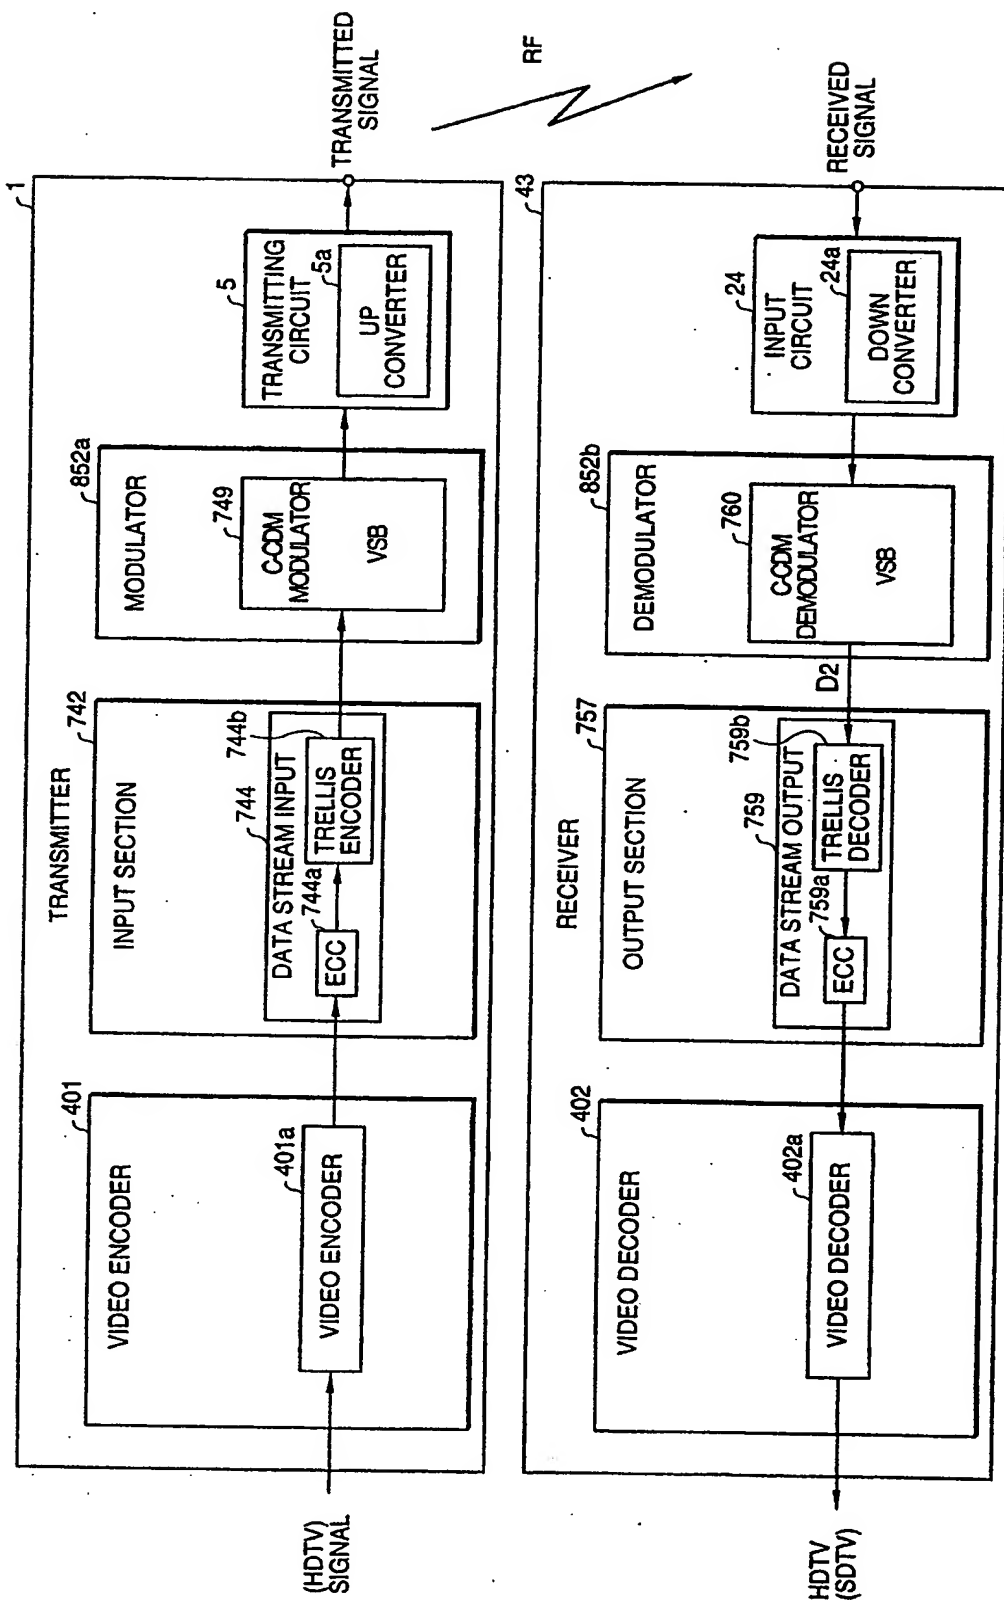 TRANSMITTER
1
(HDTV)
SIGNAL
401
VIDEO ENCODER
401a
VIDEO ENCODER
742
INPUT SECTION
744
DATA STREAM INPUT
744a
ECC
744b
TRELLIS
ENCODER
852a
MODULATOR
749
C-CDM
MODULATOR
VSB
5
TRANSMITTING
CIRCUIT
5a
UP
CONVERTER
TRANSMITTED
SIGNAL
RF
RECEIVER
43
HDTV
(SDTV)
402
VIDEO DECODER
402a
VIDEO DECODER
757
OUTPUT SECTION
759
DATA STREAM OUTPUT
759a
ECC
759b
TRELLIS
DECODER
D2
852b
DEMODULATOR
760
C-CDM
DEMODULATOR
VSB
24
INPUT
CIRCUIT
24a
DOWN
CONVERTER
RECEIVED
SIGNAL